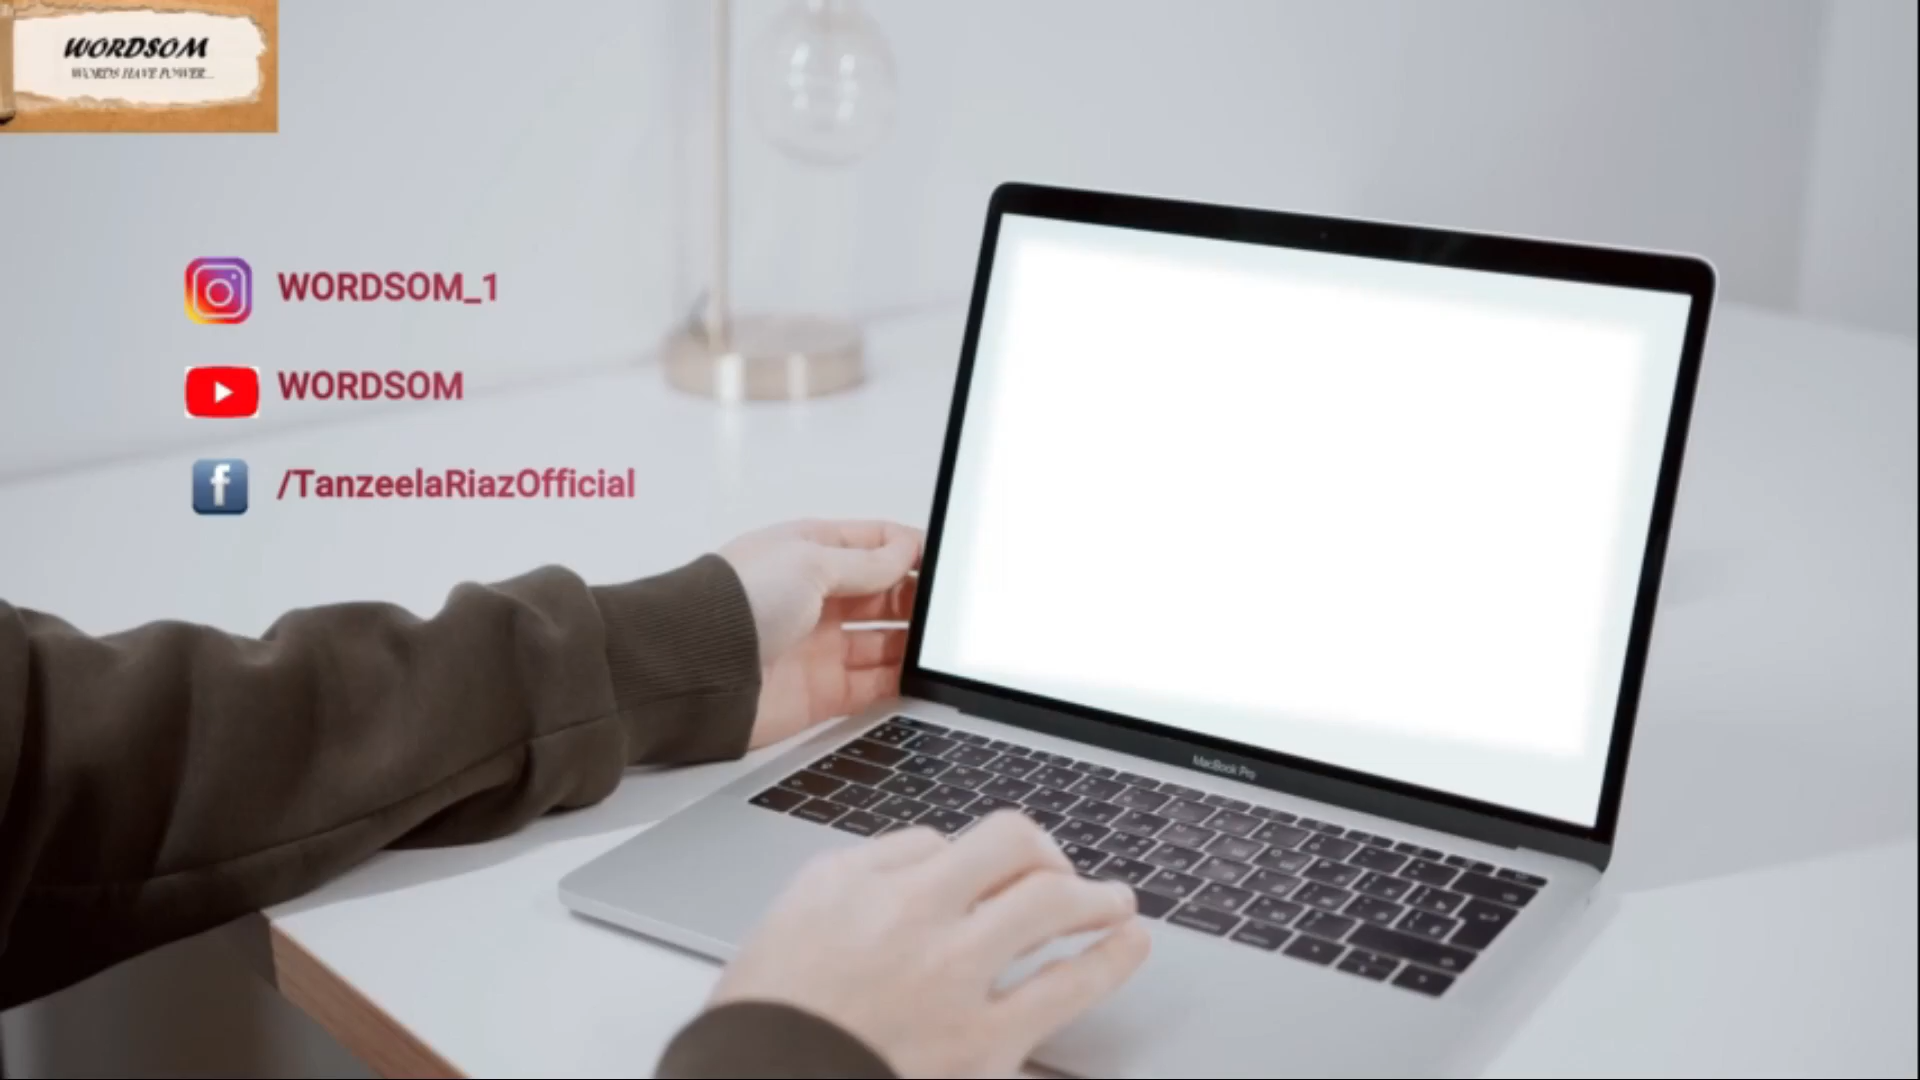 WORDSOM
WORDS HAVE POWER...
WORDSOM_1
WORDSOM
/TanzeelaRiazOfficial
MacBook Pro